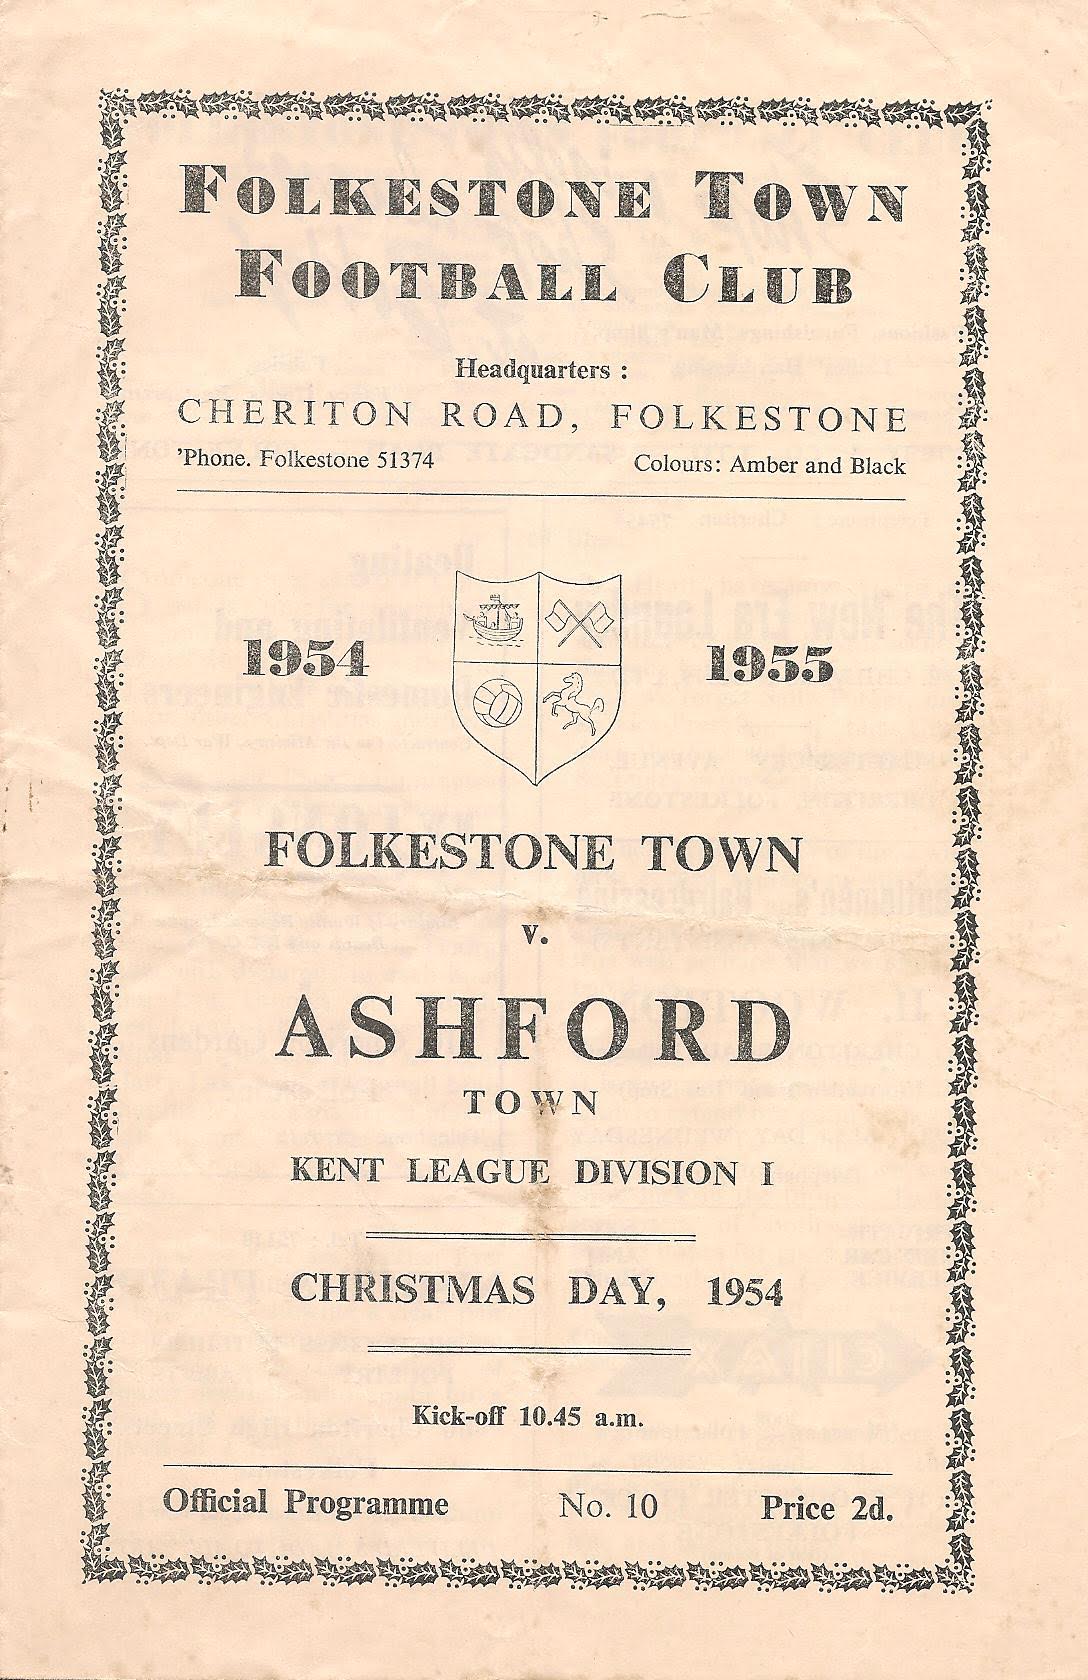 FOLKESTONE TOWN
FOOTBALL CLUB
Headquarters :
CHERITON ROAD, FOLKESTONE
'Phone. Folkestone 51374 Colours: Amber and Black
1954 1955
FOLKESTONE TOWN
v.
ASHFORD
TOWN
KENT LEAGUE DIVISION I
CHRISTMAS DAY, 1954
Kick-off 10.45 a.m.
Official Programme No. 10 Price 2d.